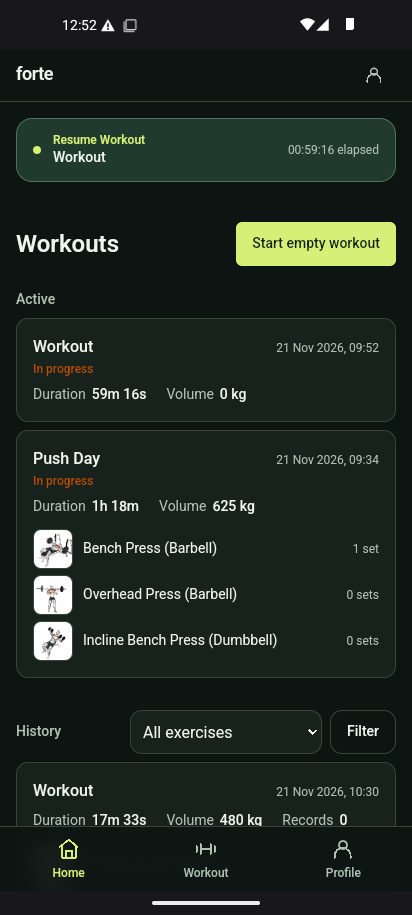 12:52
forte
Resume Workout
Workout
00:59:16 elapsed
Workouts
Start empty workout
Active
Workout
21 Nov 2026, 09:52
In progress
Duration 59m 16s Volume 0 kg
Push Day
21 Nov 2026, 09:34
In progress
Duration 1h 18m Volume 625 kg
Bench Press (Barbell) 1 set
Overhead Press (Barbell) 0 sets
Incline Bench Press (Dumbbell) 0 sets
History
All exercises
Filter
Workout
21 Nov 2026, 10:30
Duration 17m 33s Volume 480 kg Records 0
Home Workout Profile